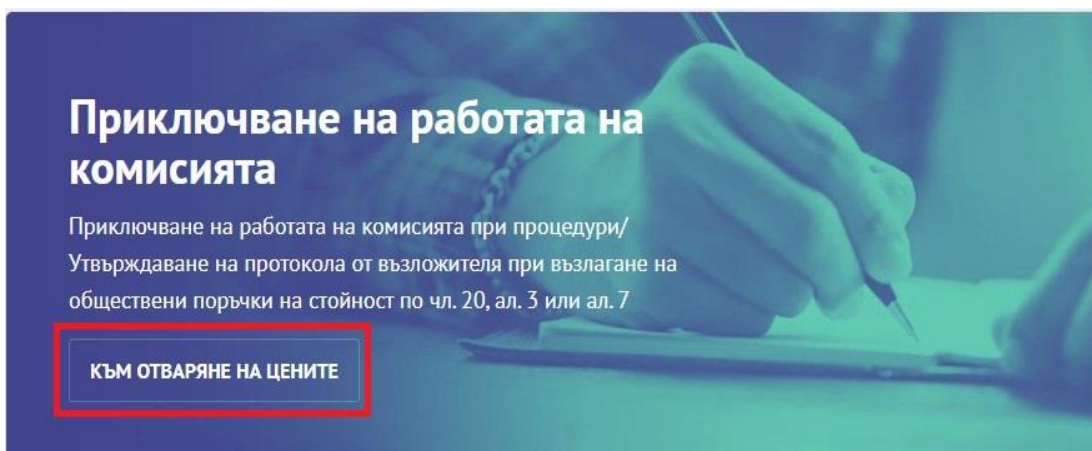 Приключване на работата на
комисията
Приключване на работата на комисията при процедури/
Утвърждаване на протокола от възложителя при възлагане на
обществени поръчки на стойност по чл. 20, ал. 3 или ал. 7
КЪМ ОТВАРЯНЕ НА ЦЕНИТЕ